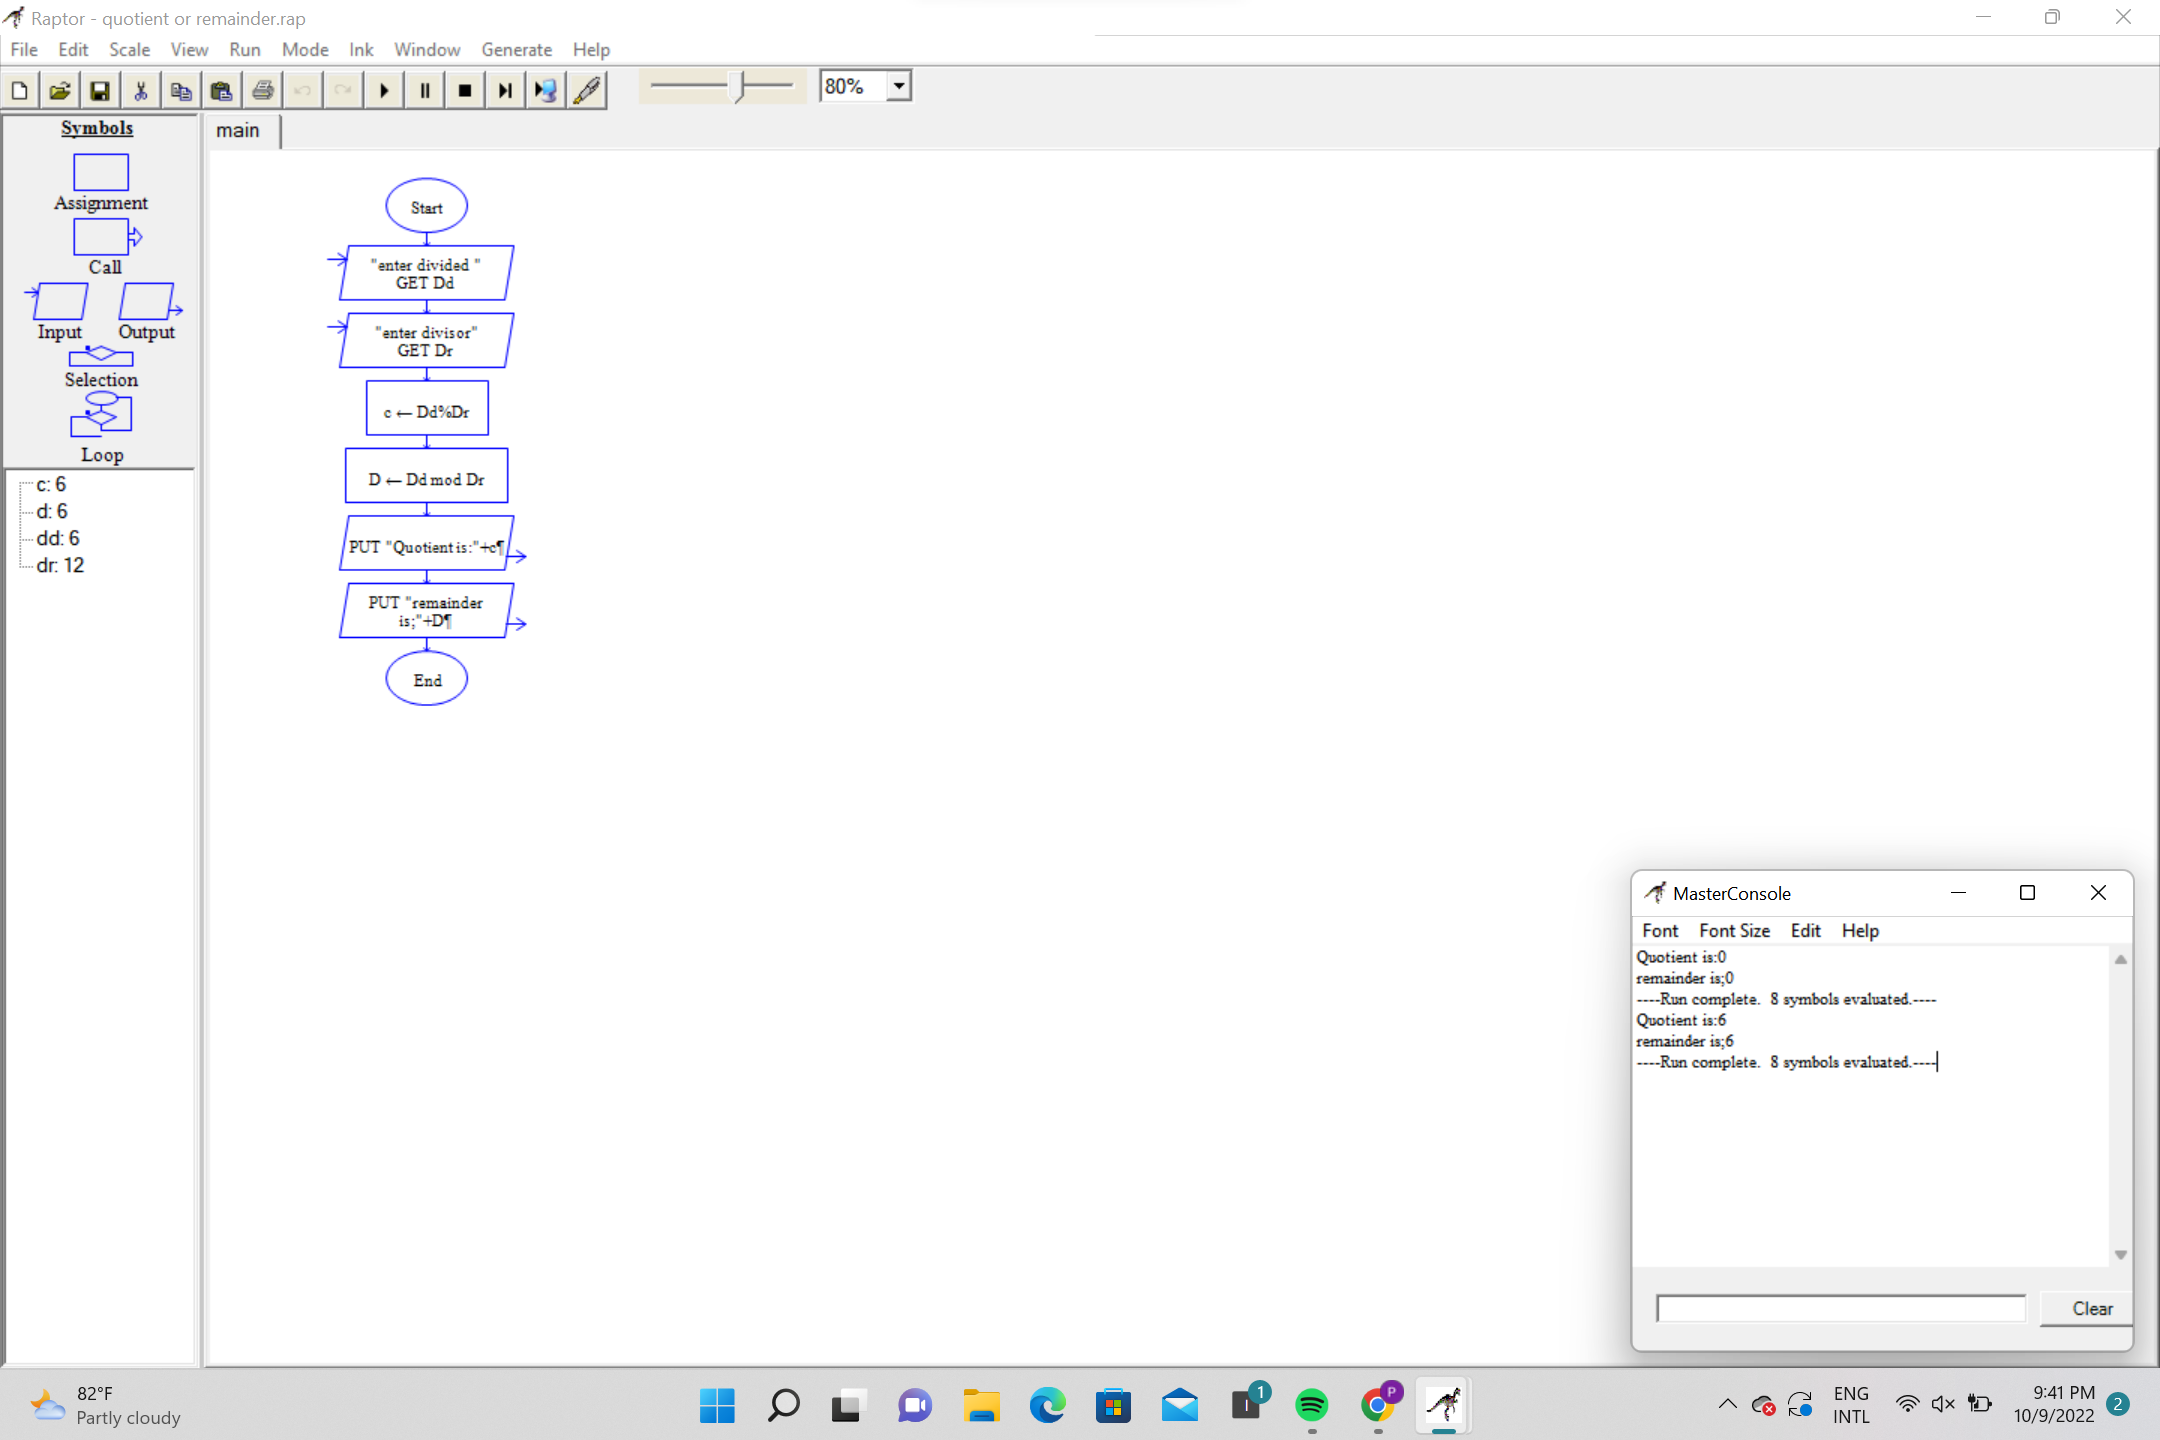 Raptor - quotient or remainder.rap
File Edit Scale View Run Mode Ink Window Generate Help
80%
Symbols
Assignment
Call
Input Output
Selection
Loop
c: 6
d: 6
dd: 6
dr: 12
main
Start
"enter divided "
GET Dd
"enter divisor"
GET Dr
c ← Dd%Dr
D ← Dd mod Dr
PUT "Quotient is:"+c¶
PUT "remainder
is;"+D¶
End
MasterConsole
Font Font Size Edit Help
Quotient is:0
remainder is;0
----Run complete. 8 symbols evaluated.----
Quotient is:6
remainder is;6
----Run complete. 8 symbols evaluated.----
Clear
82°F
Partly cloudy
1
P
ENG
INTL
9:41 PM
10/9/2022
2